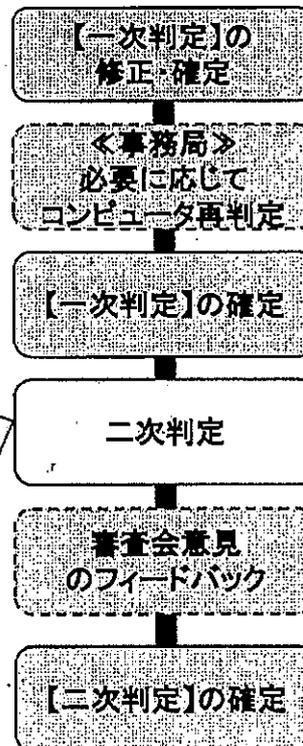 【一次判定】の
修正・確定
≪事務局≫
必要に応じて
コンピュータ再判定
【一次判定】の確定
二次判定
審査会意見
のフィードバック
【二次判定】の確定